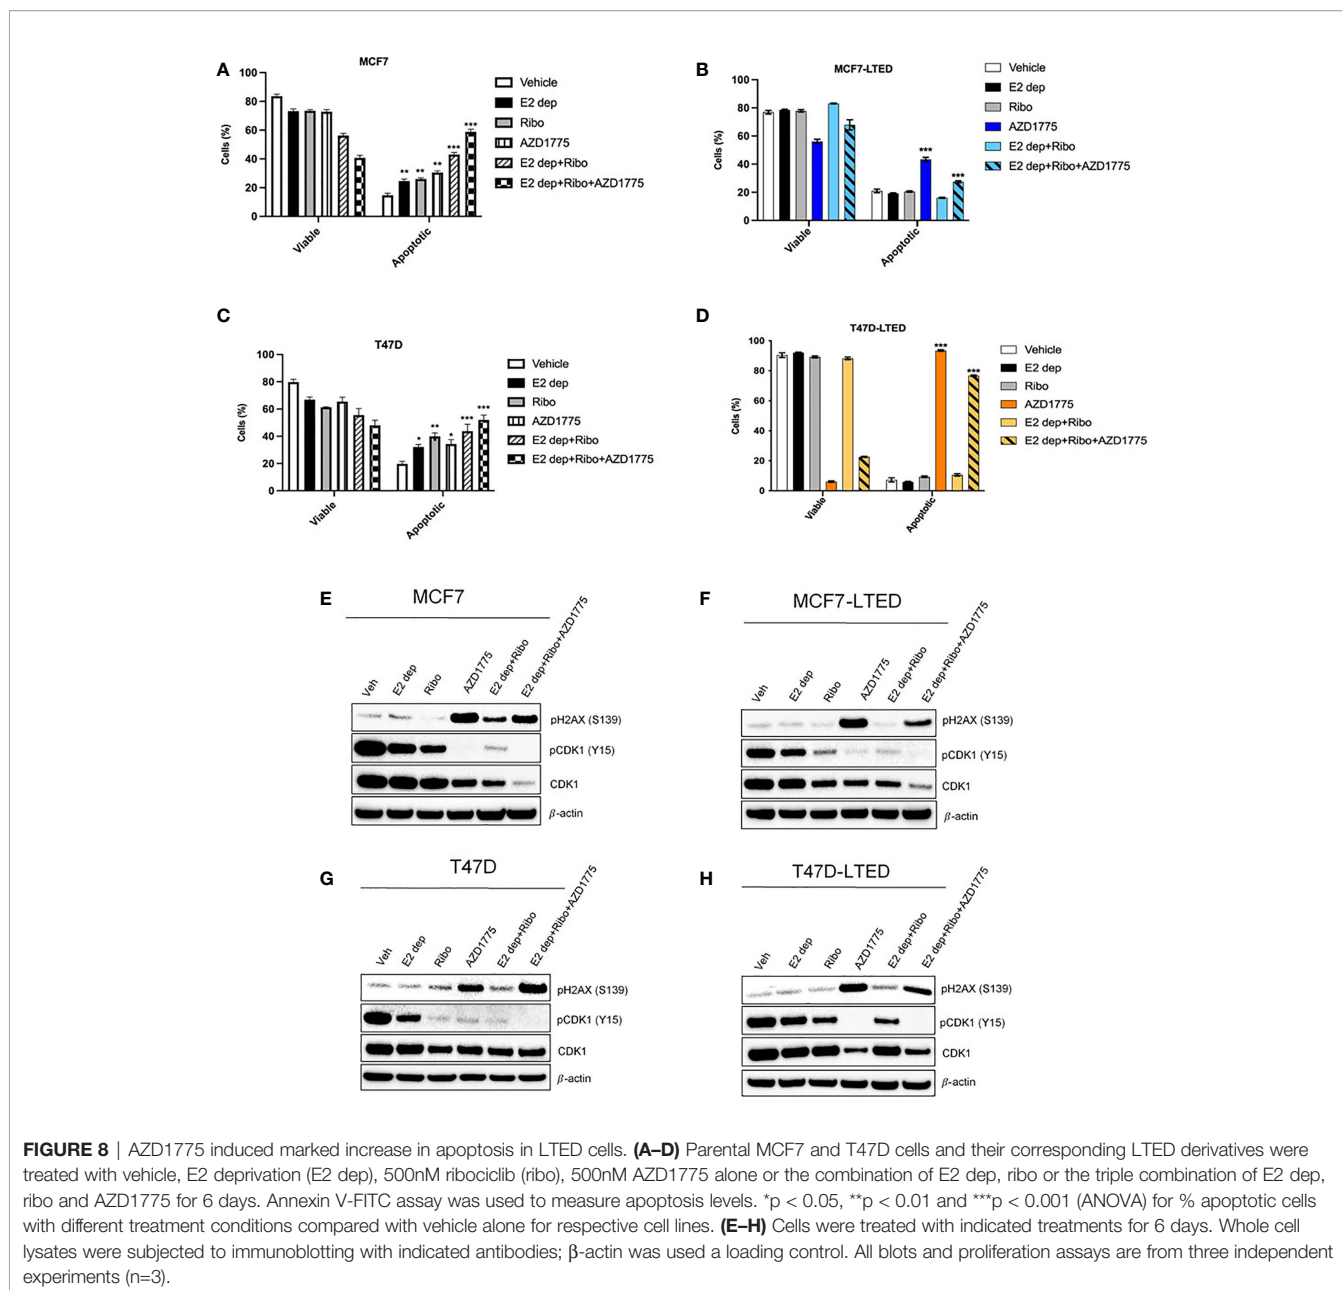 A
MCF7
Cells (%)
100
80
60
40
20
0
** ** ** *** ***
Viable
Apoptotic
Vehicle
E2 dep
Ribo
AZD1775
E2 dep+Ribo
E2 dep+Ribo+AZD1775
B
MCF7-LTED
Cells (%)
100
80
60
40
20
0
*** ***
Viable
Apoptotic
Vehicle
E2 dep
Ribo
AZD1775
E2 dep+Ribo
E2 dep+Ribo+AZD1775
C
T47D
Cells (%)
100
80
60
40
20
0
* ** * *** ***
Viable
Apoptotic
Vehicle
E2 dep
Ribo
AZD1775
E2 dep+Ribo
E2 dep+Ribo+AZD1775
D
T47D-LTED
Cells (%)
100
80
60
40
20
0
*** ***
Viable
Apoptotic
Vehicle
E2 dep
Ribo
AZD1775
E2 dep+Ribo
E2 dep+Ribo+AZD1775
E
MCF7
Veh
E2 dep
Ribo
AZD1775
E2 dep+Ribo
E2 dep+Ribo+AZD1775
pH2AX (S139)
pCDK1 (Y15)
CDK1
β-actin
F
MCF7-LTED
Veh
E2 dep
Ribo
AZD1775
E2 dep+Ribo
E2 dep+Ribo+AZD1775
pH2AX (S139)
pCDK1 (Y15)
CDK1
β-actin
G
T47D
Veh
E2 dep
Ribo
AZD1775
E2 dep+Ribo
E2 dep+Ribo+AZD1775
pH2AX (S139)
pCDK1 (Y15)
CDK1
β-actin
H
T47D-LTED
Veh
E2 dep
Ribo
AZD1775
E2 dep+Ribo
E2 dep+Ribo+AZD1775
pH2AX (S139)
pCDK1 (Y15)
CDK1
β-actin
FIGURE 8 | AZD1775 induced marked increase in apoptosis in LTED cells. (A–D) Parental MCF7 and T47D cells and their corresponding LTED derivatives were
treated with vehicle, E2 deprivation (E2 dep), 500nM ribociclib (ribo), 500nM AZD1775 alone or the combination of E2 dep, ribo or the triple combination of E2 dep,
ribo and AZD1775 for 6 days. Annexin V-FITC assay was used to measure apoptosis levels. *p < 0.05, **p < 0.01 and ***p < 0.001 (ANOVA) for % apoptotic cells
with different treatment conditions compared with vehicle alone for respective cell lines. (E–H) Cells were treated with indicated treatments for 6 days. Whole cell
lysates were subjected to immunoblotting with indicated antibodies; β-actin was used a loading control. All blots and proliferation assays are from three independent
experiments (n=3).